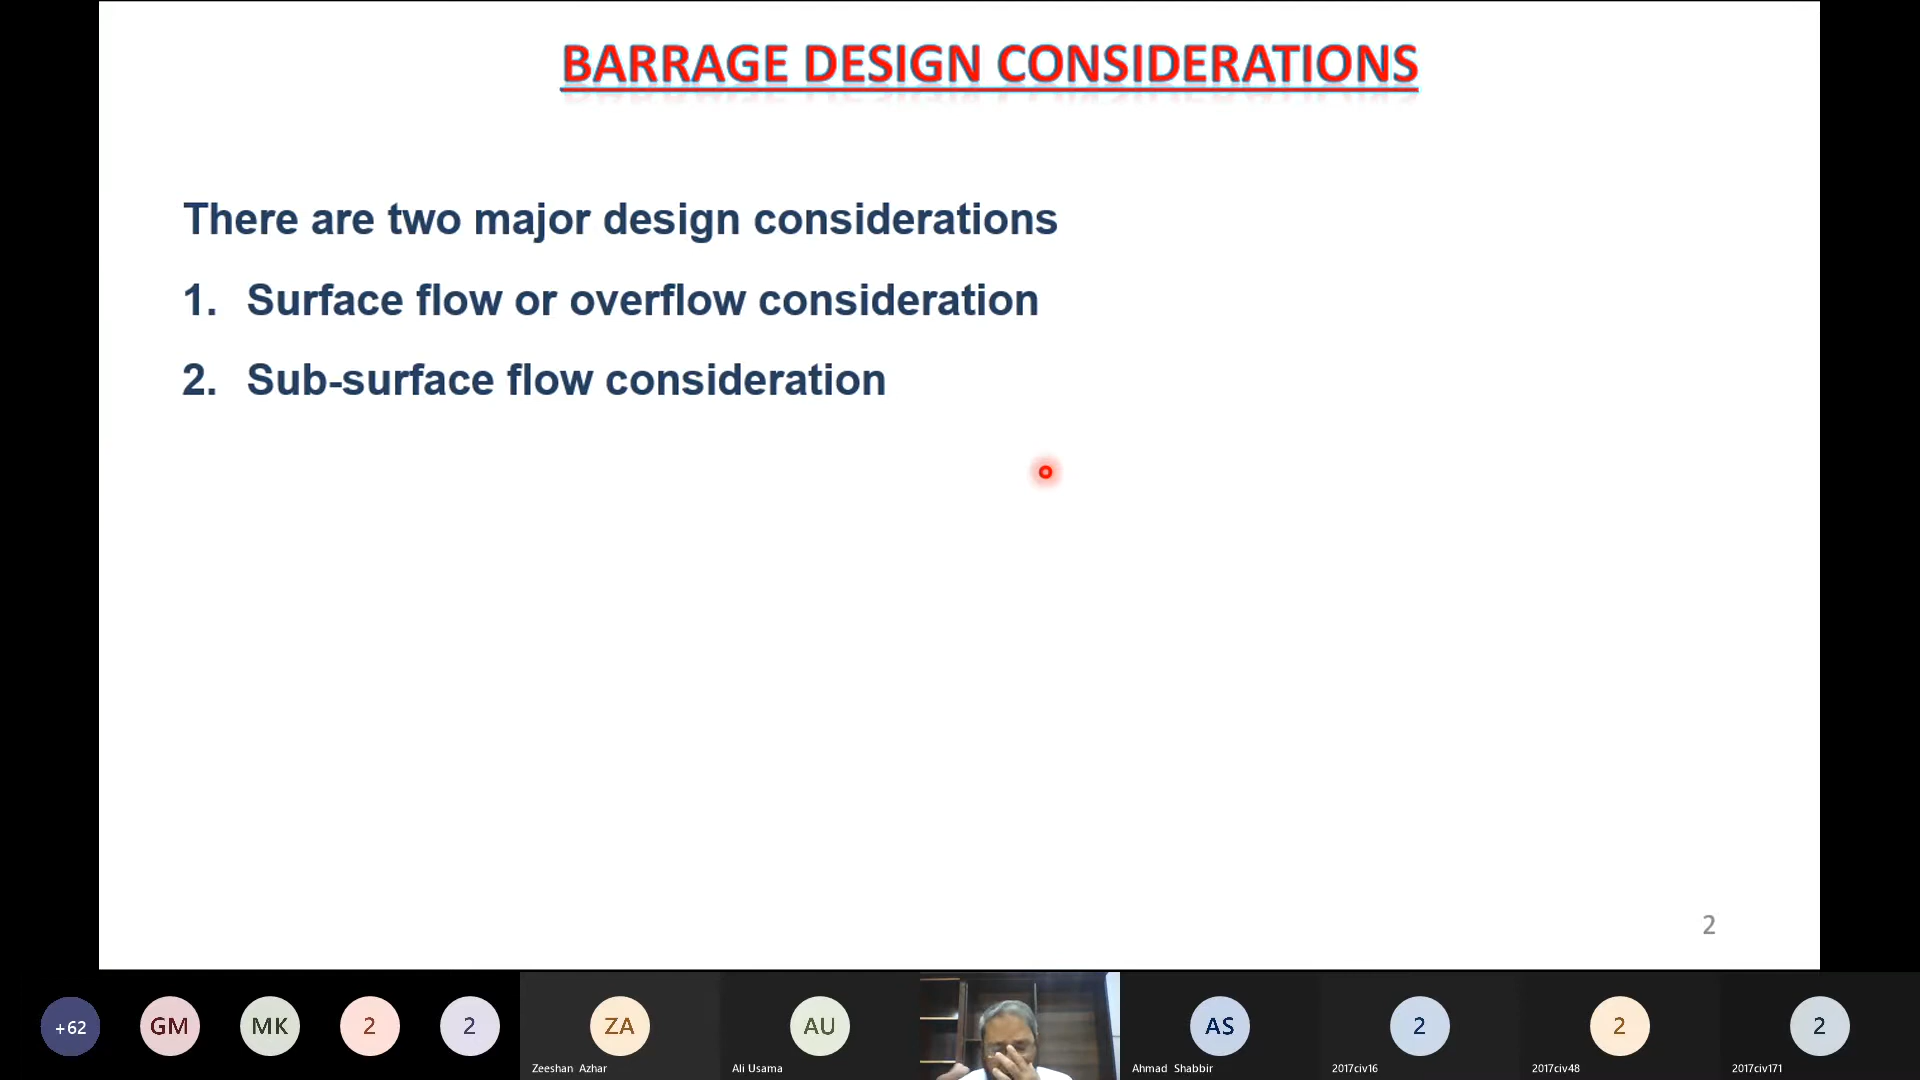 BARRAGE DESIGN CONSIDERATIONS
There are two major design considerations
1. Surface flow or overflow consideration
2. Sub-surface flow consideration
2
+62 GM MK 2 2 ZA AU AS 2 2 2
Zeeshan Azhar Ali Usama Ahmad Shabbir 2017civ16 2017civ48 2017civ171